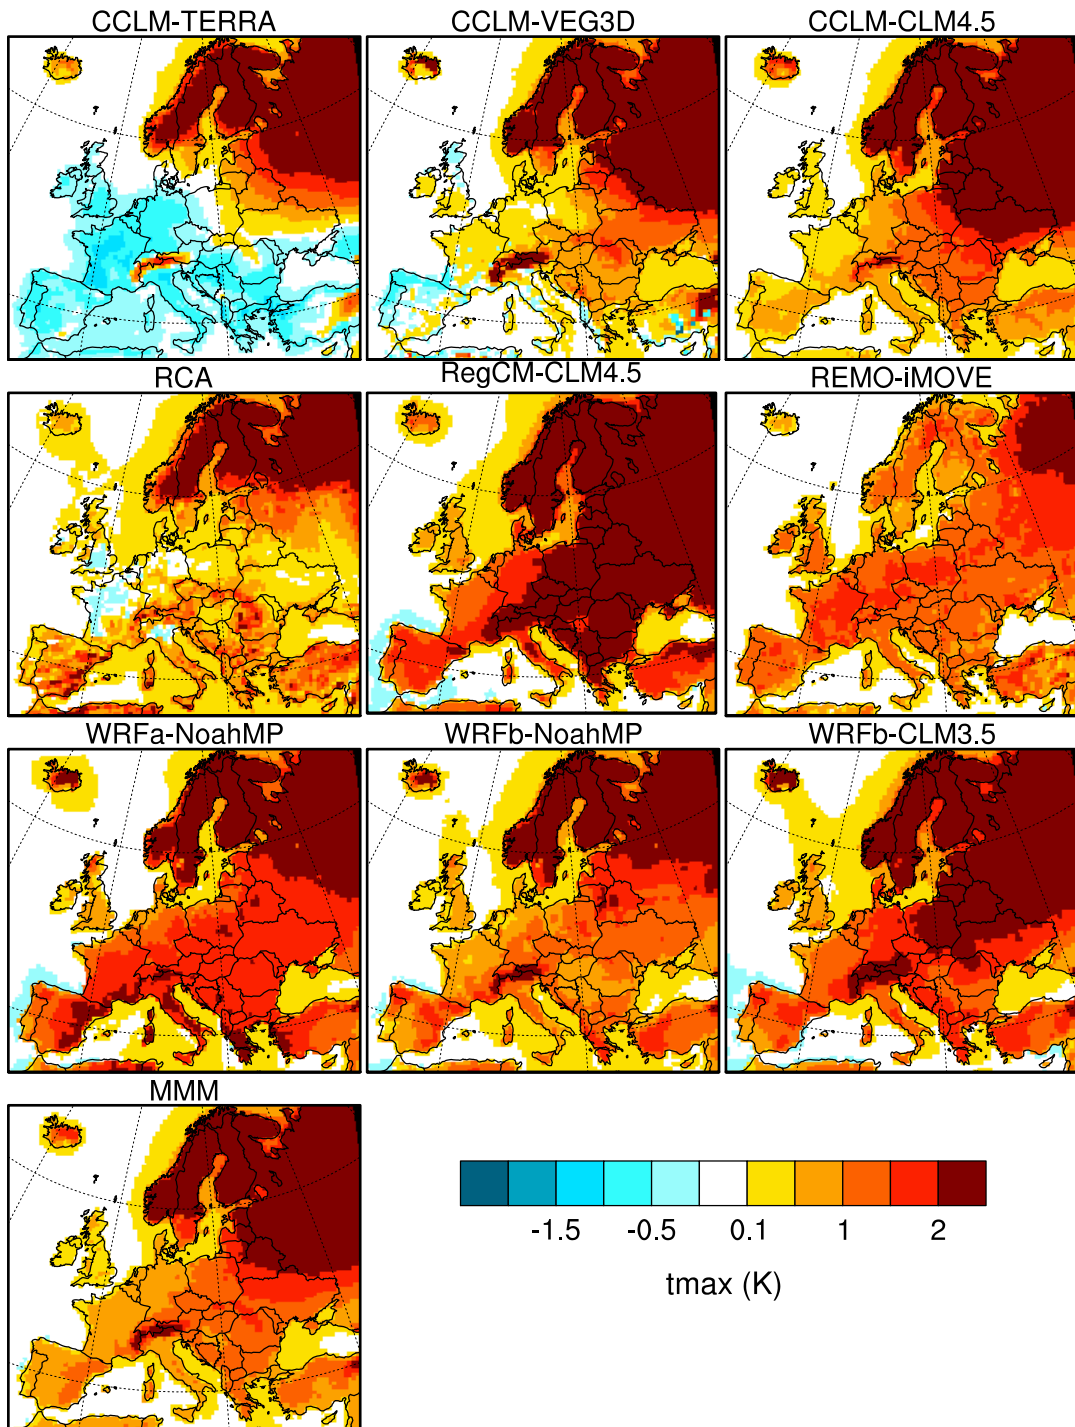 CCLM-TERRA CCLM-VEG3D CCLM-CLM4.5
RCA RegCM-CLM4.5 REMO-iMOVE
WRFa-NoahMP WRFb-NoahMP WRFb-CLM3.5
MMM
-1.5 -0.5 0.1 1 2
tmax (K)